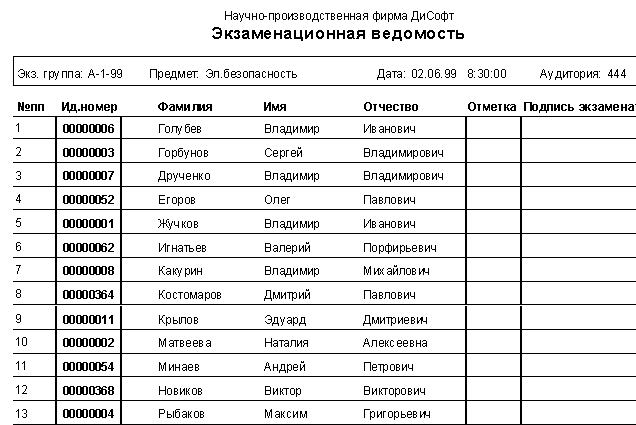 Научно-производственная фирма ДиСофт
Экзаменационная ведомость
Экз. группа: А-1-99 Предмет: Эл.безопасность Дата: 02.06.99 8:30:00 Аудитория: 444
№пп Ид.номер Фамилия Имя Отчество Отметка Подпись экзамена
1 00000006 Голубев Владимир Иванович
2 00000003 Горбунов Сергей Владимирович
3 00000007 Друченко Владимир Владимирович
4 00000052 Егоров Олег Павлович
5 00000001 Жучков Владимир Иванович
6 00000062 Игнатьев Валерий Порфирьевич
7 00000008 Какурин Владимир Михайлович
8 00000364 Костомаров Дмитрий Павлович
9 00000011 Крылов Эдуард Дмитриевич
10 00000002 Матвеева Наталия Алексеевна
11 00000054 Минаев Андрей Петрович
12 00000368 Новиков Виктор Викторович
13 00000004 Рыбаков Максим Григорьевич